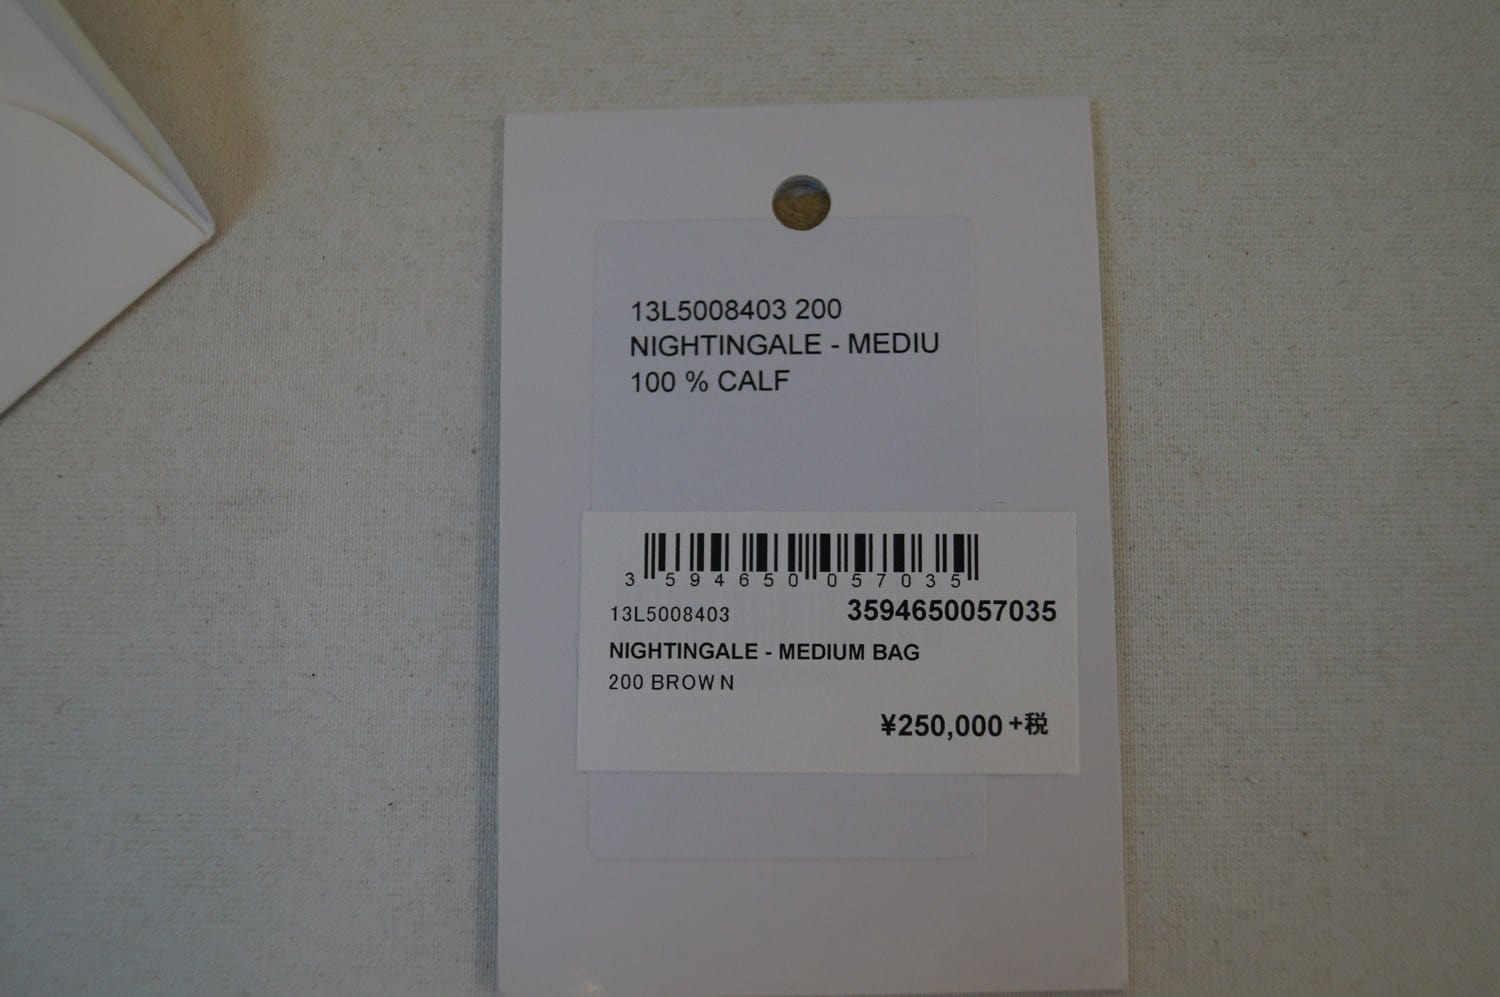 13L5008403 200
NIGHTINGALE - MEDIU
100 % CALF
3 594650 057035
13L5008403 3594650057035
NIGHTINGALE - MEDIUM BAG
200 BROWN
¥250,000 +税